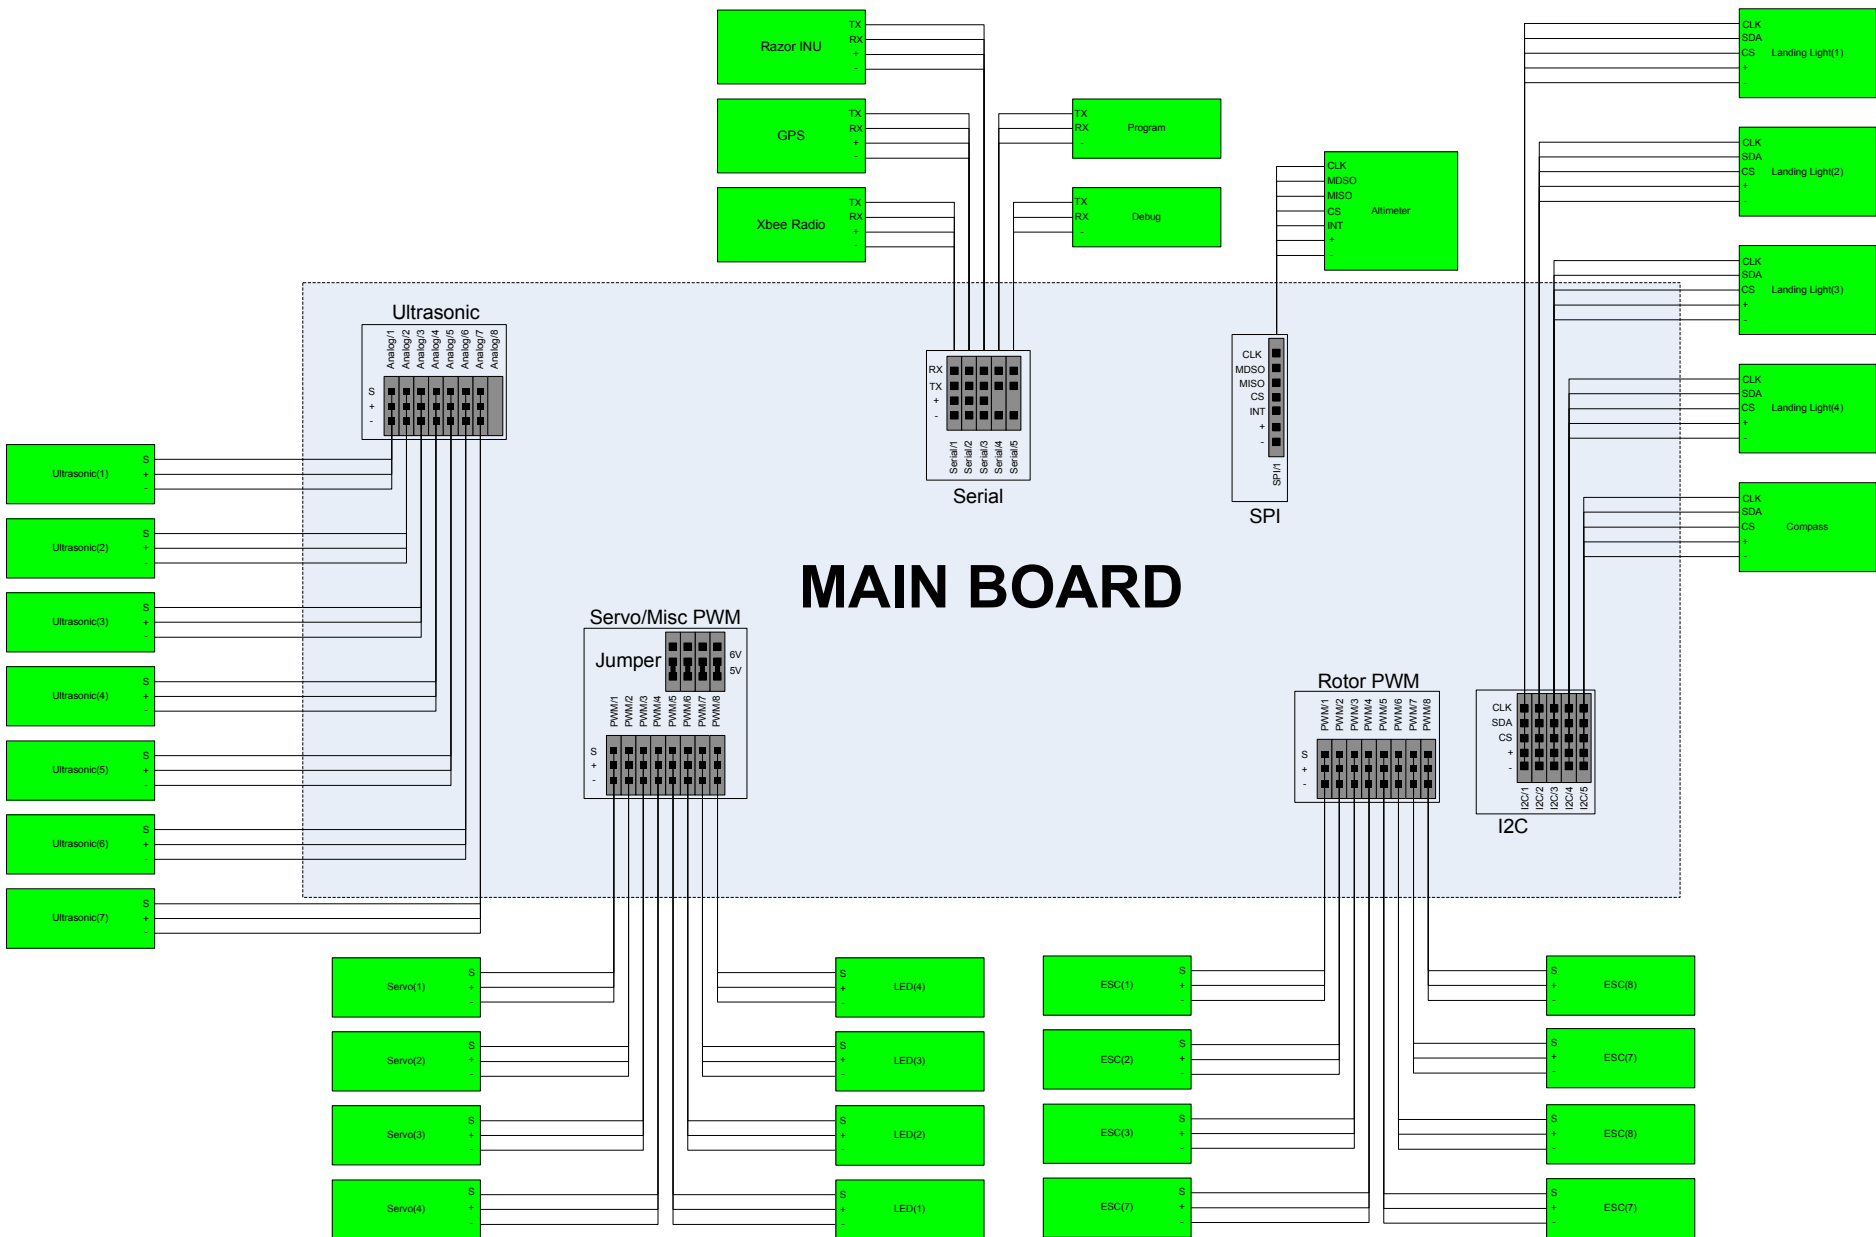 TX
RX
+
-
Razor INU
TX
RX
+
-
GPS
TX
RX
+
-
Xbee Radio
TX
RX
-
Program
TX
RX
-
Debug
CLK
MDSO
MISO
CS
INT
+
-
Altimeter
CLK
SDA
CS
+
-
Landing Light(1)
CLK
SDA
CS
+
-
Landing Light(2)
CLK
SDA
CS
+
-
Landing Light(3)
CLK
SDA
CS
+
-
Landing Light(4)
CLK
SDA
CS
+
-
Compass
Ultrasonic
Analog/1
Analog/2
Analog/3
Analog/4
Analog/5
Analog/6
Analog/7
Analog/8
S
+
-
RX
TX
+
-
Serial/1
Serial/2
Serial/3
Serial/4
Serial/5
Serial
CLK
MDSO
MISO
CS
INT
+
-
SPI/1
SPI
MAIN BOARD
Ultrasonic(1)
S
+
-
Ultrasonic(2)
S
+
-
Ultrasonic(3)
S
+
-
Ultrasonic(4)
S
+
-
Ultrasonic(5)
S
+
-
Ultrasonic(6)
S
+
-
Ultrasonic(7)
S
+
-
Servo/Misc PWM
Jumper
6V
5V
PWM/1
PWM/2
PWM/3
PWM/4
PWM/5
PWM/6
PWM/7
PWM/8
S
+
-
Rotor PWM
PWM/1
PWM/2
PWM/3
PWM/4
PWM/5
PWM/6
PWM/7
PWM/8
S
+
-
CLK
SDA
CS
+
-
I2C/1
I2C/2
I2C/3
I2C/4
I2C/5
I2C
Servo(1)
S
+
-
Servo(2)
S
+
-
Servo(3)
S
+
-
Servo(4)
S
+
-
S
+
-
LED(4)
S
+
-
LED(3)
S
+
-
LED(2)
S
+
-
LED(1)
ESC(1)
S
+
-
ESC(2)
S
+
-
ESC(3)
S
+
-
ESC(7)
S
+
-
S
+
-
ESC(8)
S
+
-
ESC(7)
S
+
-
ESC(8)
S
+
-
ESC(7)